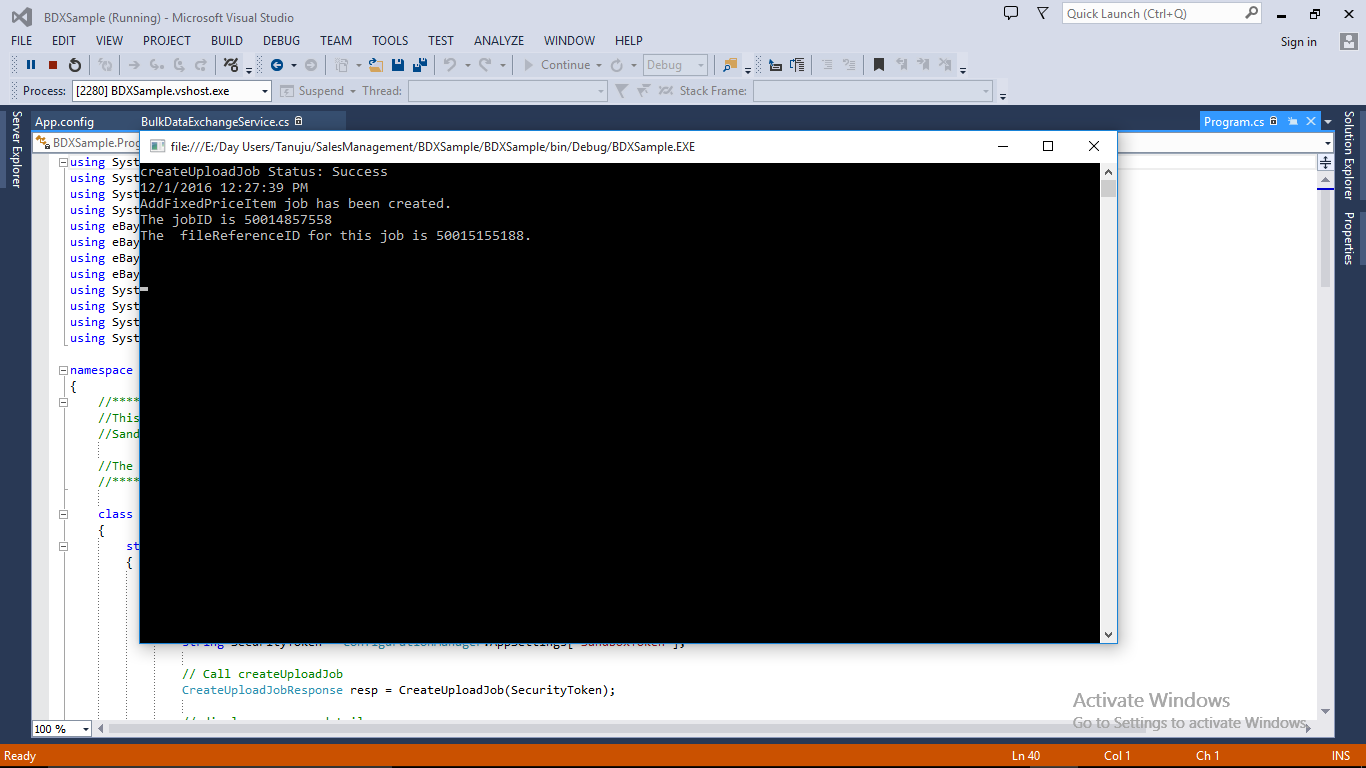 BDXSample (Running) - Microsoft Visual Studio
Quick Launch (Ctrl+Q)
FILE EDIT VIEW PROJECT BUILD DEBUG TEAM TOOLS TEST ANALYZE WINDOW HELP
Sign in
Continue Debug
Process: [2280] BDXSample.vshost.exe Suspend Thread: Stack Frame:
Server Explorer
App.config BulkDataExchangeService.cs Program.cs
Solution Explorer
Properties
BDXSample.Prog
file:///E:/Day Users/Tanuju/SalesManagement/BDXSample/BDXSample/bin/Debug/BDXSample.EXE
createUploadJob Status: Success
12/1/2016 12:27:39 PM
AddFixedPriceItem job has been created.
The jobID is 50014857558
The  fileReferenceID for this job is 50015155188.
using Syst
using Syst
using Syst
using Syst
using eBay
using eBay
using eBay
using eBay
using Syst
using Syst
using Syst
using Syst
namespace
{
//****
//This
//Sand
//The
//****
class
{
st
{
string SecurityToken = ConfigurationManager.AppSettings["SandboxToken"];
// Call createUploadJob
CreateUploadJobResponse resp = CreateUploadJob(SecurityToken);
Activate Windows
Go to Settings to activate Windows.
100 %
Ready Ln 40 Col 1 Ch 1 INS